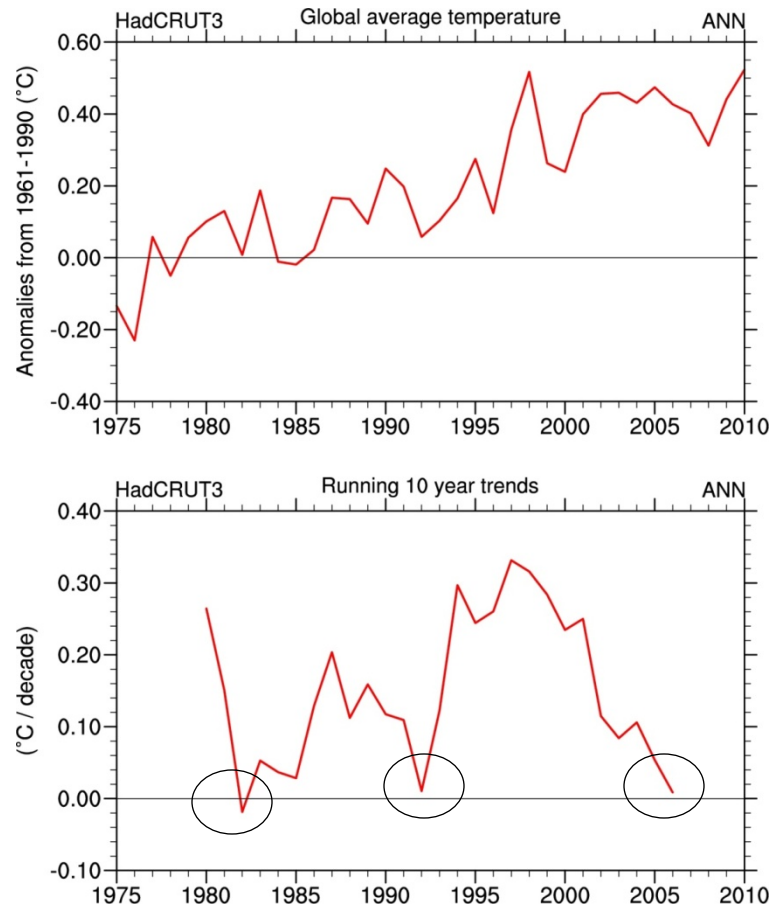 HadCRUT3 Global average temperature ANN
Anomalies from 1961-1990 (°C)
0.60
0.40
0.20
0.00
-0.20
-0.40
1975 1980 1985 1990 1995 2000 2005 2010
HadCRUT3 Running 10 year trends ANN
(°C / decade)
0.40
0.30
0.20
0.10
0.00
-0.10
1975 1980 1985 1990 1995 2000 2005 2010